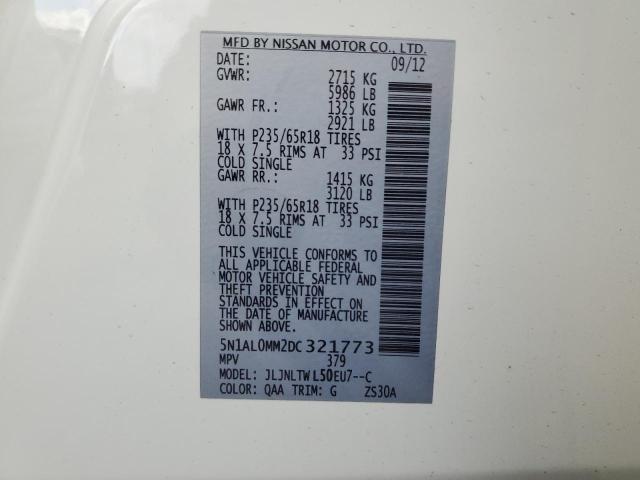 MFD BY NISSAN MOTOR CO., LTD.
DATE: 09/12
GVWR: 2715 KG
5986 LB
GAWR FR.: 1325 KG
2921 LB
WITH P235/65R18 TIRES
18 X 7.5 RIMS AT 33 PSI
COLD SINGLE
GAWR RR.: 1415 KG
3120 LB
WITH P235/65R18 TIRES
18 X 7.5 RIMS AT 33 PSI
COLD SINGLE
THIS VEHICLE CONFORMS TO
ALL APPLICABLE FEDERAL
MOTOR VEHICLE SAFETY AND
THEFT PREVENTION
STANDARDS IN EFFECT ON
THE DATE OF MANUFACTURE
SHOWN ABOVE.
5N1AL0MM2DC321773
MPV 379
MODEL: JLJNLTWL50EU7--C
COLOR: QAA TRIM: G ZS30A